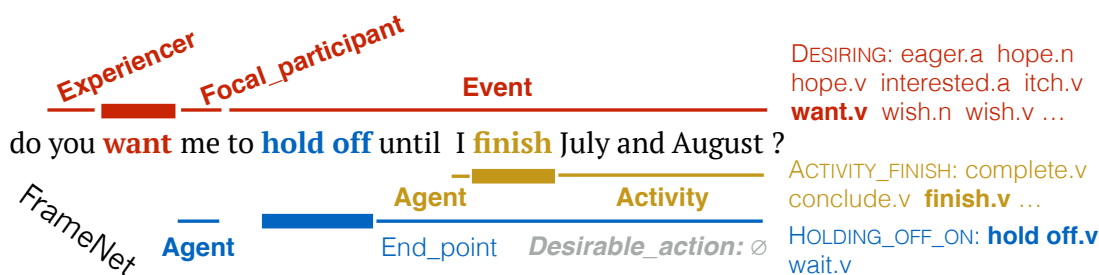 Experiencer
Focal_participant
Event
DESIRING: eager.a hope.n
hope.v interested.a itch.v
want.v wish.n wish.v …
do you want me to hold off until I finish July and August ?
ACTIVITY_FINISH: complete.v
conclude.v finish.v …
Agent Activity
FrameNet
Agent End_point Desirable_action: ∅
HOLDING_OFF_ON: hold off.v
wait.v